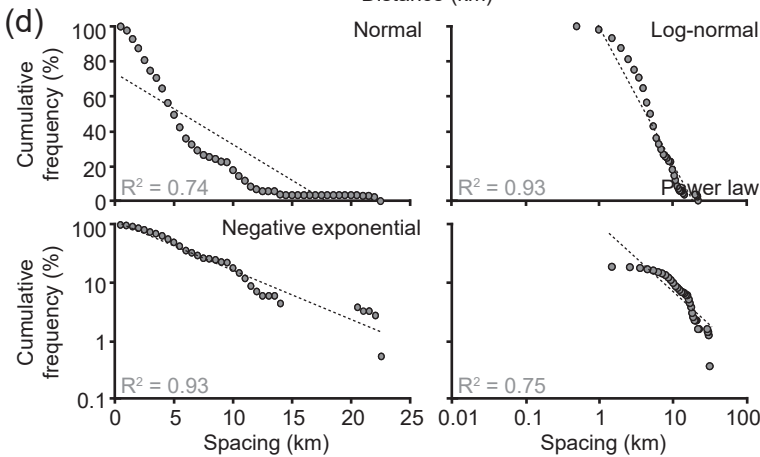 Distance (km)
(d)
Normal
Log-normal
Cumulative
frequency (%)
100
80
60
40
20
0
R² = 0.74
R² = 0.93
Power law
Negative exponential
Cumulative
frequency (%)
100
10
1
0.1
R² = 0.93
R² = 0.75
0 5 10 15 20 25
0.01 0.1 1 10 100
Spacing (km)
Spacing (km)